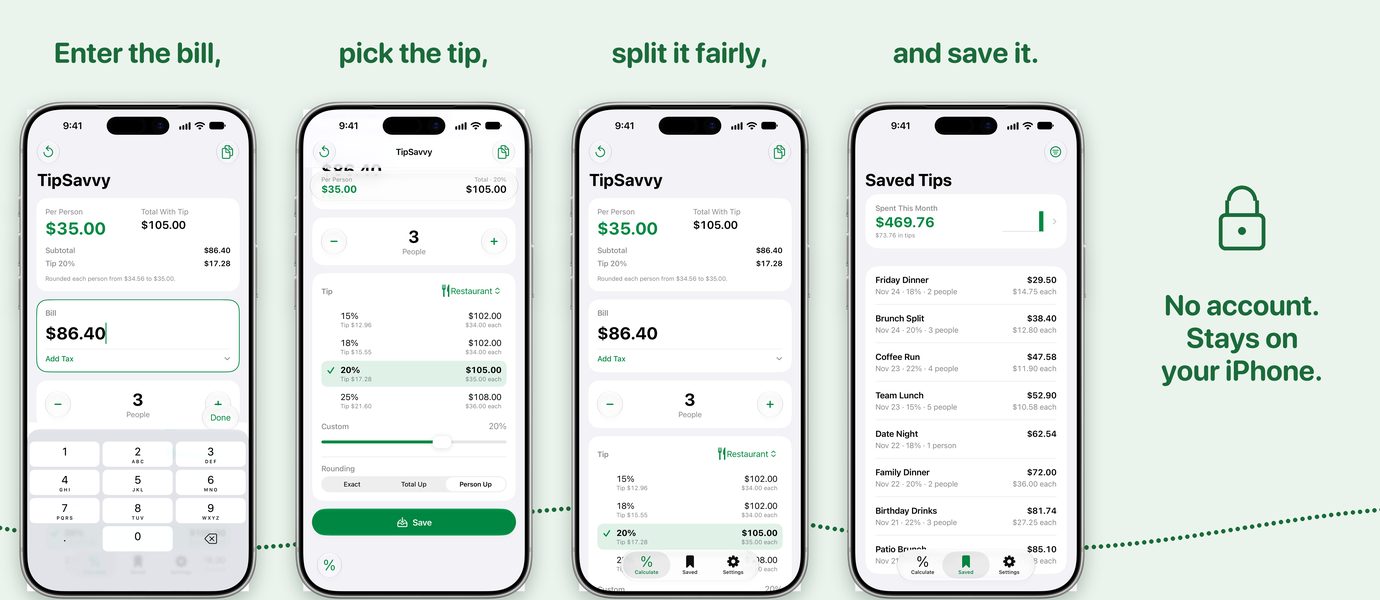 Enter the bill,
9:41
TipSavvy
Per Person
Total With Tip
$35.00
$105.00
Subtotal
$86.40
Tip 20%
$17.28
Rounded each person from $34.56 to $35.00.
Bill
$86.40
Add Tax
−
3
+
People
Done
1
2
ABC
3
DEF
4
GHI
5
JKL
6
MNO
7
PQRS
8
TUV
9
WXYZ
.
0
pick the tip,
9:41
TipSavvy
$86.40
Per Person
Total · 20%
$35.00
$105.00
−
3
+
People
Tip
Restaurant
15%
$102.00
Tip $12.96
$34.00 each
18%
$102.00
Tip $15.55
$34.00 each
20%
$105.00
Tip $17.28
$35.00 each
25%
$108.00
Tip $21.60
$36.00 each
Custom
20%
Rounding
Exact
Total Up
Person Up
Save
%
split it fairly,
9:41
TipSavvy
Per Person
Total With Tip
$35.00
$105.00
Subtotal
$86.40
Tip 20%
$17.28
Rounded each person from $34.56 to $35.00.
Bill
$86.40
Add Tax
−
3
+
People
Tip
Restaurant
15%
$102.00
Tip $12.96
$34.00 each
18%
$102.00
Tip $15.55
$34.00 each
20%
$105.00
Tip $17.28
$35.00 each
%
Calculate
Saved
Settings
Custom
20%
and save it.
9:41
Saved Tips
Spent This Month
$469.76
$73.76 in tips
Friday Dinner
$29.50
Nov 24 · 18% · 2 people
$14.75 each
Brunch Split
$38.40
Nov 24 · 20% · 3 people
$12.80 each
Coffee Run
$47.58
Nov 23 · 22% · 4 people
$11.90 each
Team Lunch
$52.90
Nov 23 · 15% · 5 people
$10.58 each
Date Night
$62.54
Nov 22 · 18% · 1 person
Family Dinner
$72.00
Nov 22 · 20% · 2 people
$36.00 each
Birthday Drinks
$81.74
Nov 21 · 22% · 3 people
$27.25 each
Patio Brunch
$85.10
Nov 21
each
%
Calculate
Saved
Settings
No account.
Stays on
your iPhone.